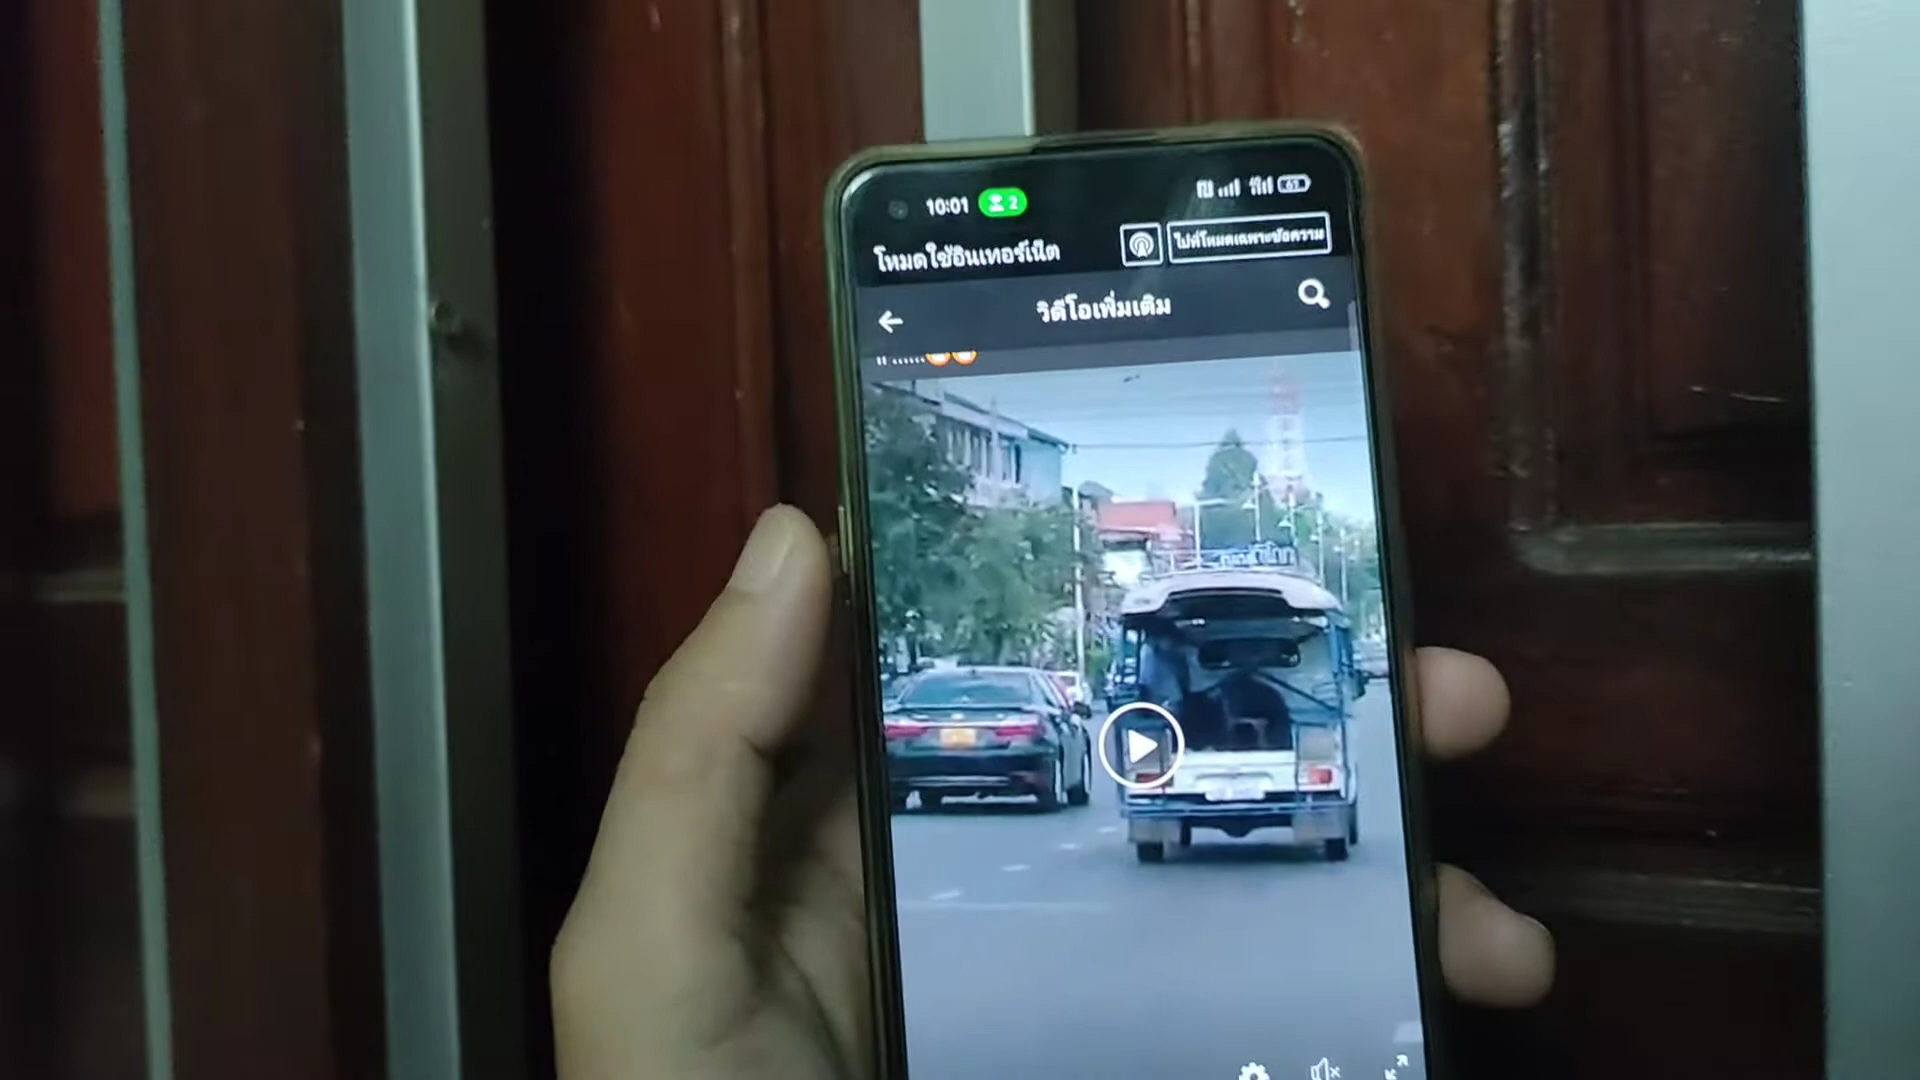 10:01
2
61
โหมดใช้อินเทอร์เน็ต
ไปที่โหมดเฉพาะข้อความ
วิดีโอเพิ่มเติม